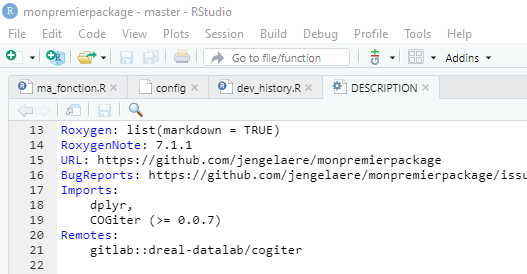 monpremierpackage - master - RStudio
File Edit Code View Plots Session Build Debug Profile Tools Help
Go to file/function Addins
ma_fonction.R config dev_history.R DESCRIPTION
13 Roxygen: list(markdown = TRUE)
14 RoxygenNote: 7.1.1
15 URL: https://github.com/jengelaere/monpremierpackage
16 BugReports: https://github.com/jengelaere/monpremierpackage/issu
17 Imports:
18 dplyr,
19 COGiter (>= 0.0.7)
20 Remotes:
21 gitlab::dreal-datalab/cogiter
22